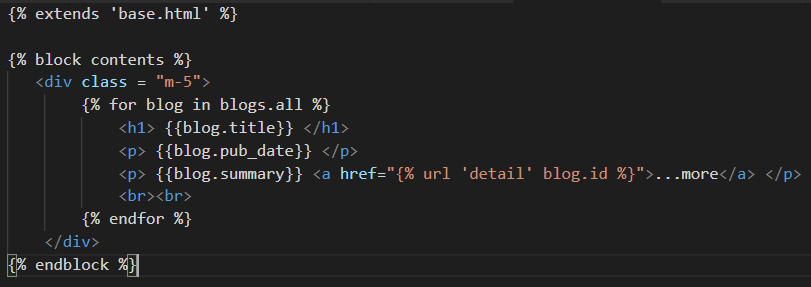 {% extends 'base.html' %}
{% block contents %}
<div class = "m-5">
{% for blog in blogs.all %}
<h1> {{blog.title}} </h1>
<p> {{blog.pub_date}} </p>
<p> {{blog.summary}} <a href="{% url 'detail' blog.id %}">...more</a> </p>
<br><br>
{% endfor %}
</div>
{% endblock %}